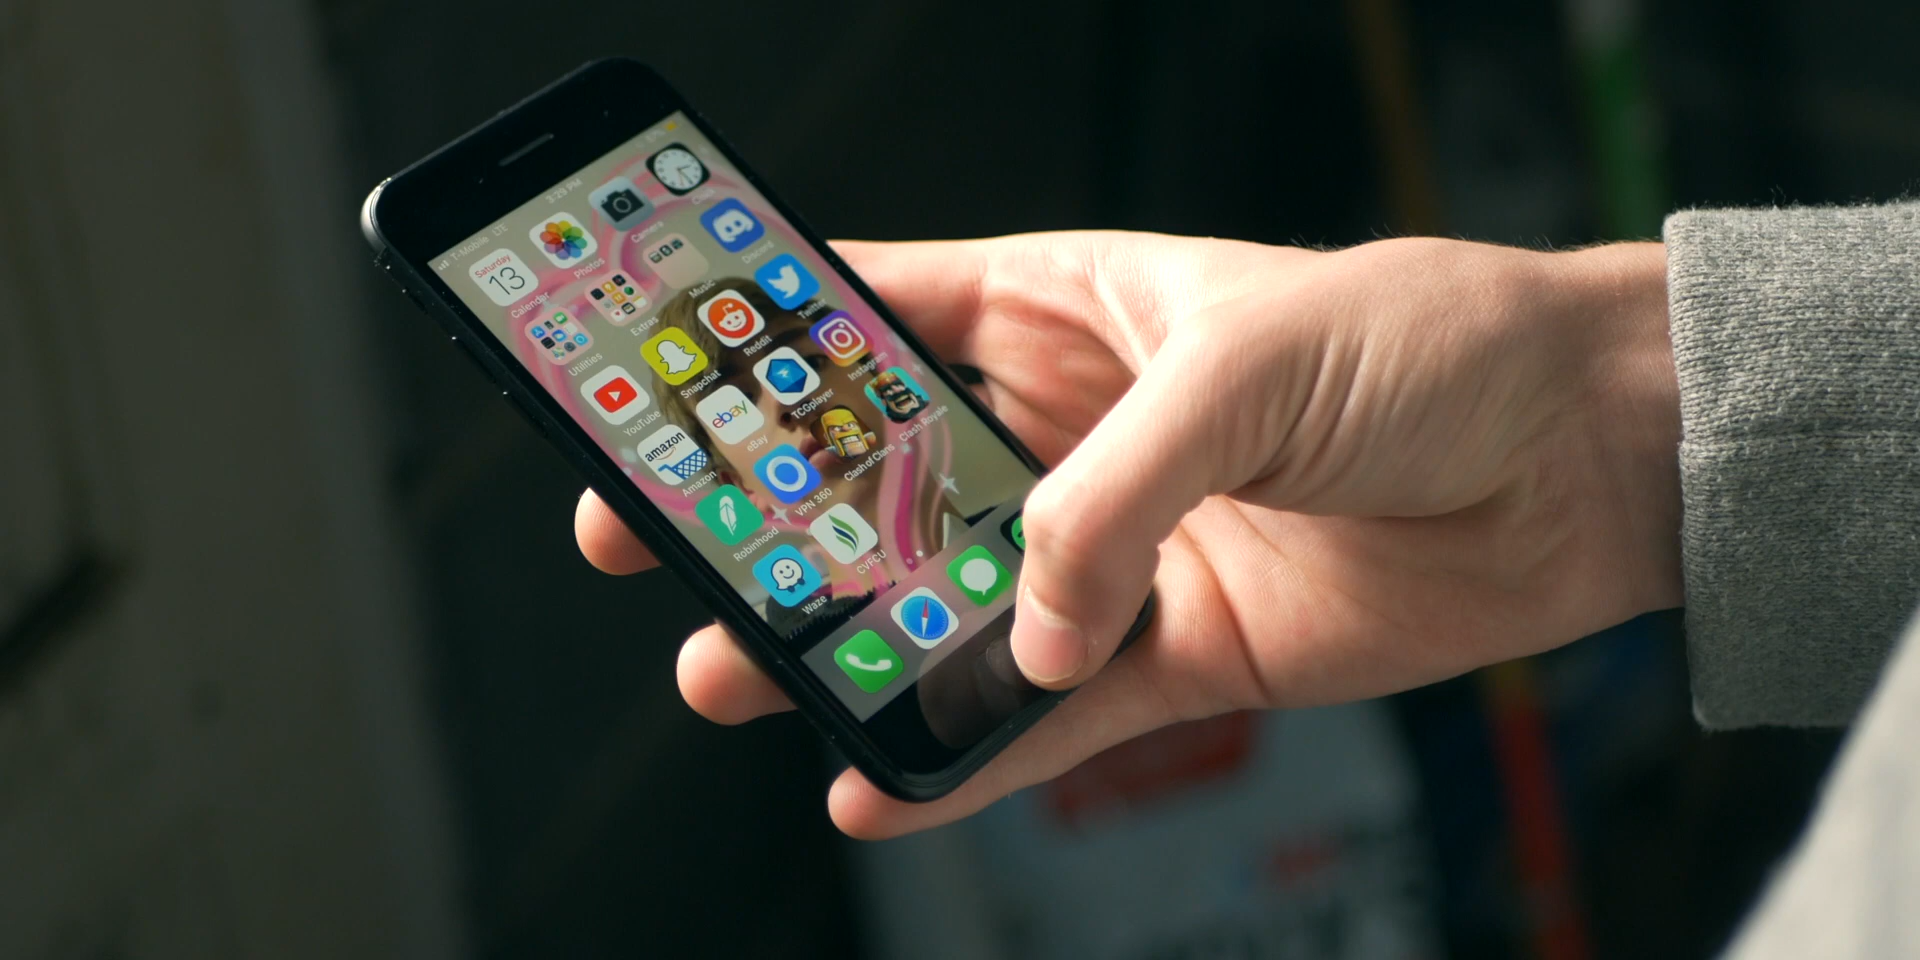 T-Mobile LTE
3:29 PM
Saturday
13
Calendar
Photos
Camera
Clock
Utilities
Extras
Music
Discord
YouTube
Snapchat
Reddit
Twitter
amazon
Amazon
ebay
eBay
TCGplayer
Instagram
Robinhood
VPN 360
Clash of Clans
Clash Royale
Waze
CVFCU